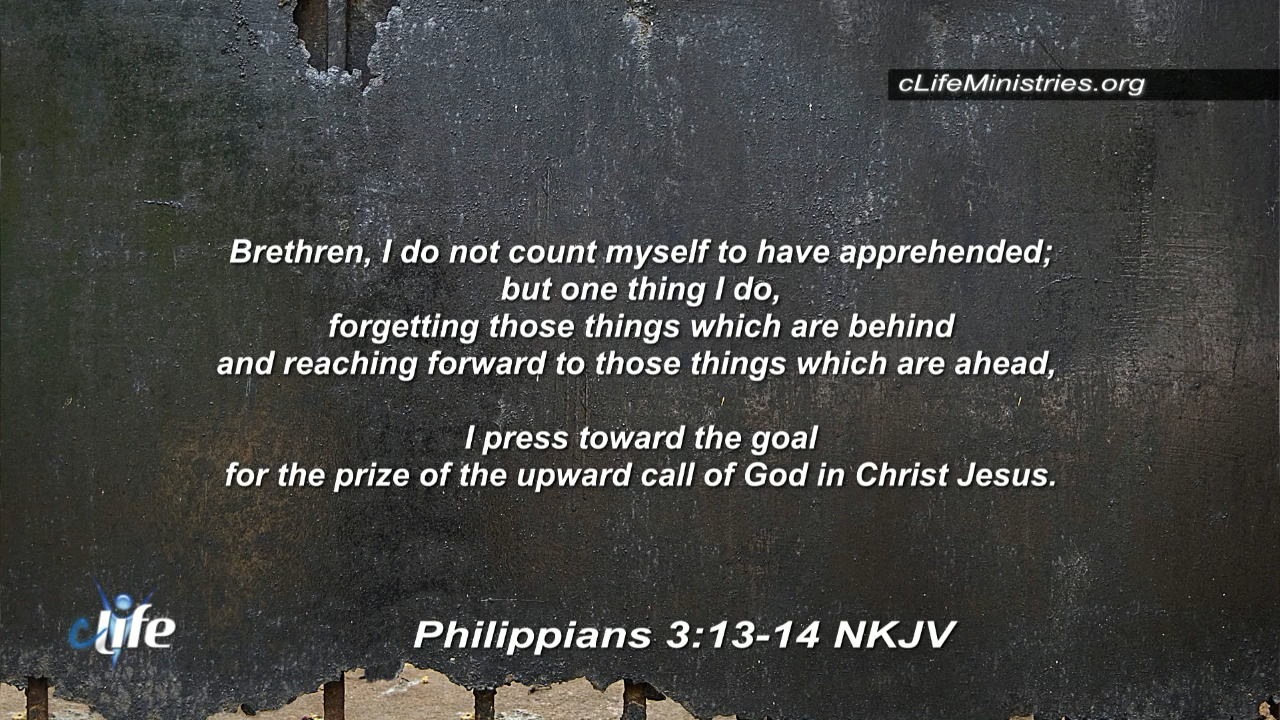 cLifeMinistries.org
Brethren, I do not count myself to have apprehended;
but one thing I do,
forgetting those things which are behind
and reaching forward to those things which are ahead,
I press toward the goal
for the prize of the upward call of God in Christ Jesus.
cLife
Philippians 3:13-14 NKJV